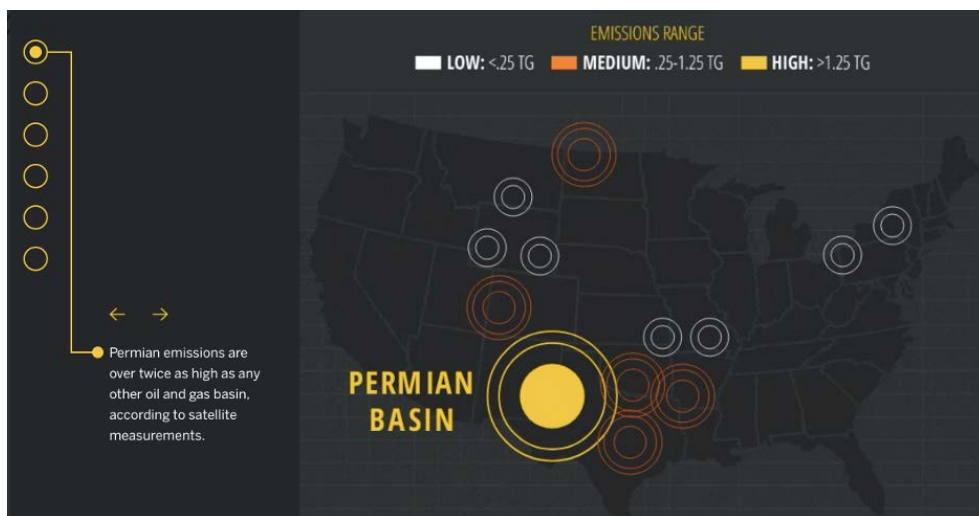 EMISSIONS RANGE
LOW: <.25 TG MEDIUM: .25-1.25 TG HIGH: >1.25 TG
PERMIAN
BASIN
Permian emissions are
over twice as high as any
other oil and gas basin,
according to satellite
measurements.